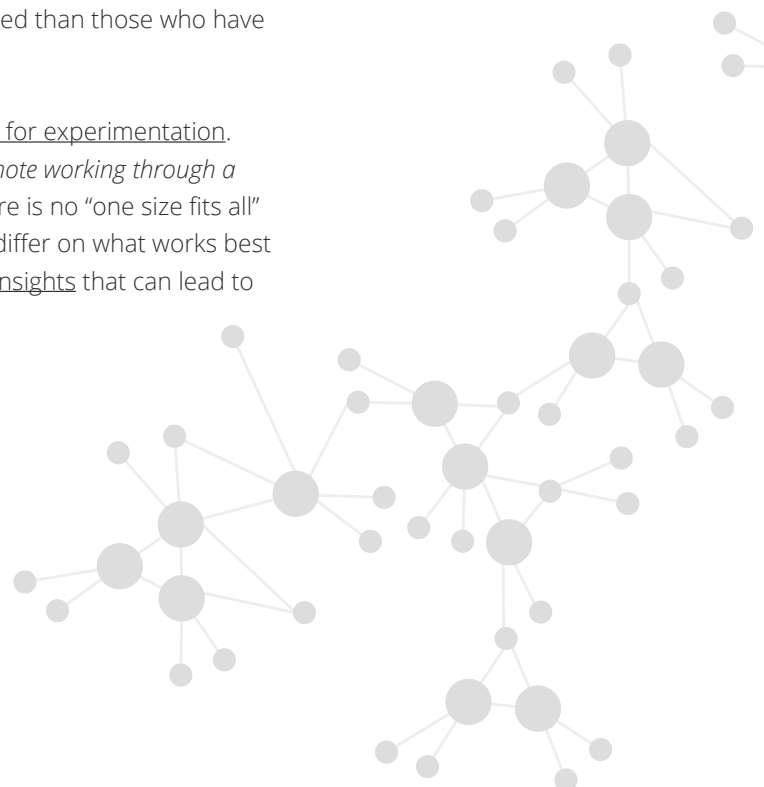 ed than those who have
for experimentation.
note working through a
re is no “one size fits all”
differ on what works best
nsights that can lead to